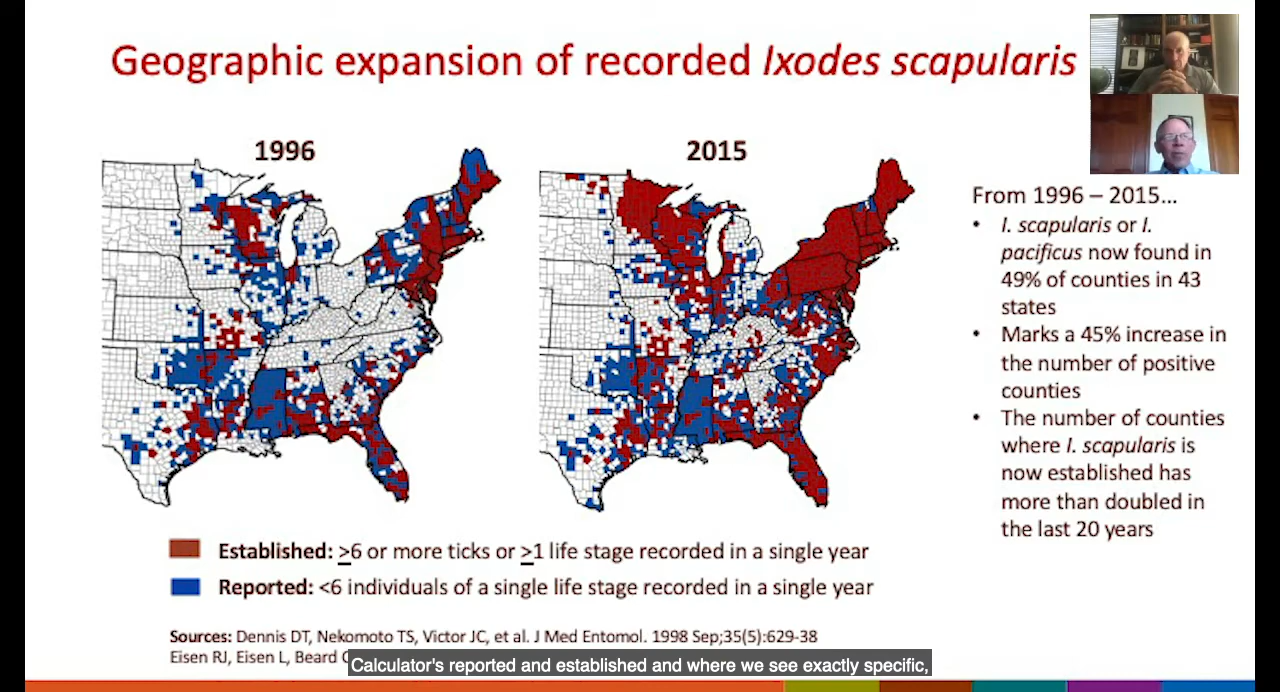 Geographic expansion of recorded Ixodes scapularis
1996
2015
From 1996 – 2015…
• I. scapularis or I.
pacificus now found in
49% of counties in 43
states
• Marks a 45% increase in
the number of positive
counties
• The number of counties
where I. scapularis is
now established has
more than doubled in
the last 20 years
Established: >6 or more ticks or >1 life stage recorded in a single year
Reported: <6 individuals of a single life stage recorded in a single year
Sources: Dennis DT, Nekomoto TS, Victor JC, et al. J Med Entomol. 1998 Sep;35(5):629-38
Eisen RJ, Eisen L, Beard
Calculator's reported and established and where we see exactly specific,